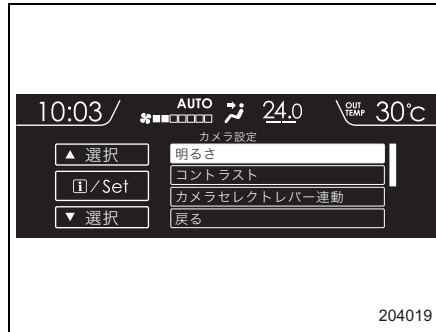 10:03 AUTO 24.0 OUT TEMP 30℃
カメラ設定
▲ 選択
i/Set
▼ 選択
明るさ
コントラスト
カメラセレクトレバー連動
戻る
204019